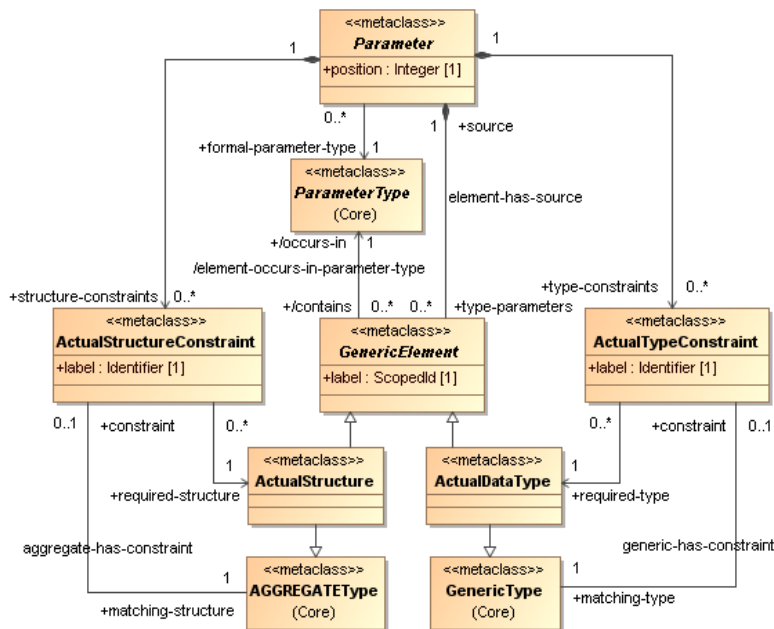 <<metaclass>>
Parameter
+position : Integer [1]
1
1
0..*
1
+source
+formal-parameter-type
1
<<metaclass>>
ParameterType
(Core)
element-has-source
+/occurs-in
1
/element-occurs-in-parameter-type
+structure-constraints
0..*
+/contains
0..*
0..*
+type-parameters
+type-constraints
0..*
<<metaclass>>
ActualStructureConstraint
+label : Identifier [1]
<<metaclass>>
GenericElement
+label : ScopedId [1]
<<metaclass>>
ActualTypeConstraint
+label : Identifier [1]
0..1
+constraint
0..*
0..*
+constraint
0..1
1
+required-structure
<<metaclass>>
ActualStructure
<<metaclass>>
ActualDataType
1
+required-type
aggregate-has-constraint
generic-has-constraint
1
+matching-structure
<<metaclass>>
AGGREGATEType
(Core)
<<metaclass>>
GenericType
(Core)
1
+matching-type